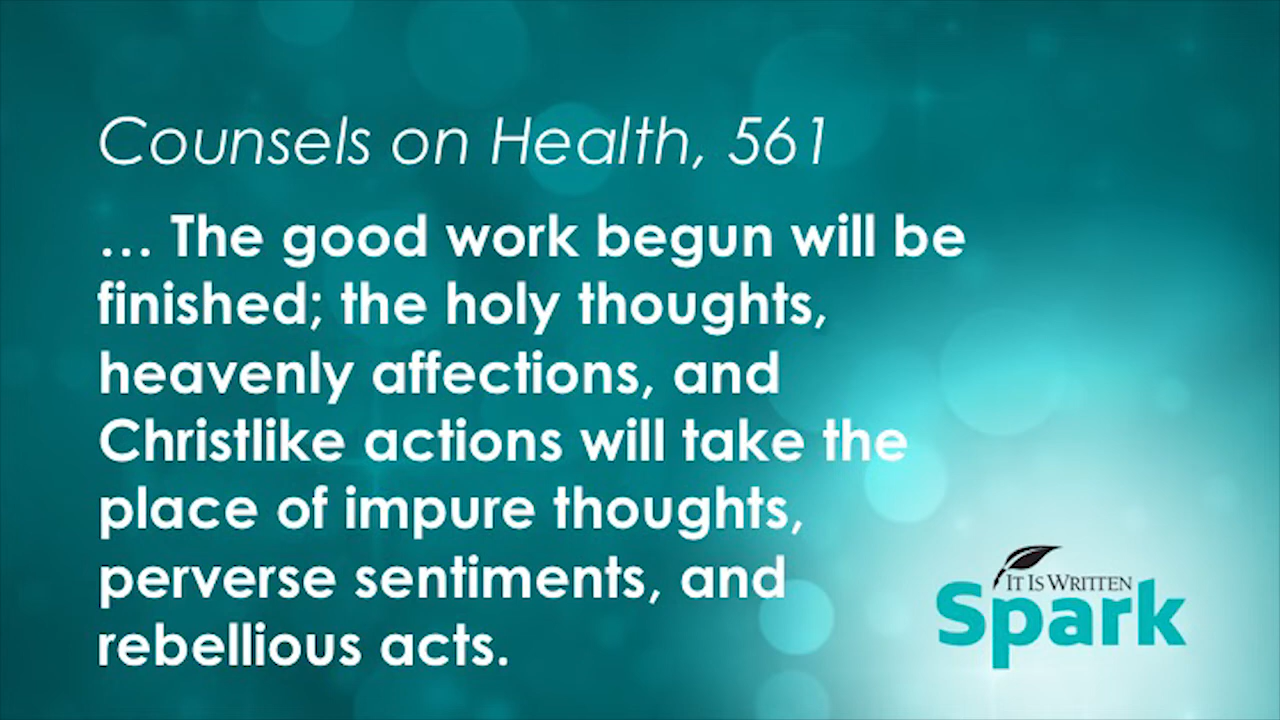 Counsels on Health, 561
... The good work begun will be
finished; the holy thoughts,
heavenly affections, and
Christlike actions will take the
place of impure thoughts,
perverse sentiments, and
rebellious acts.
IT IS WRITTEN
Spark